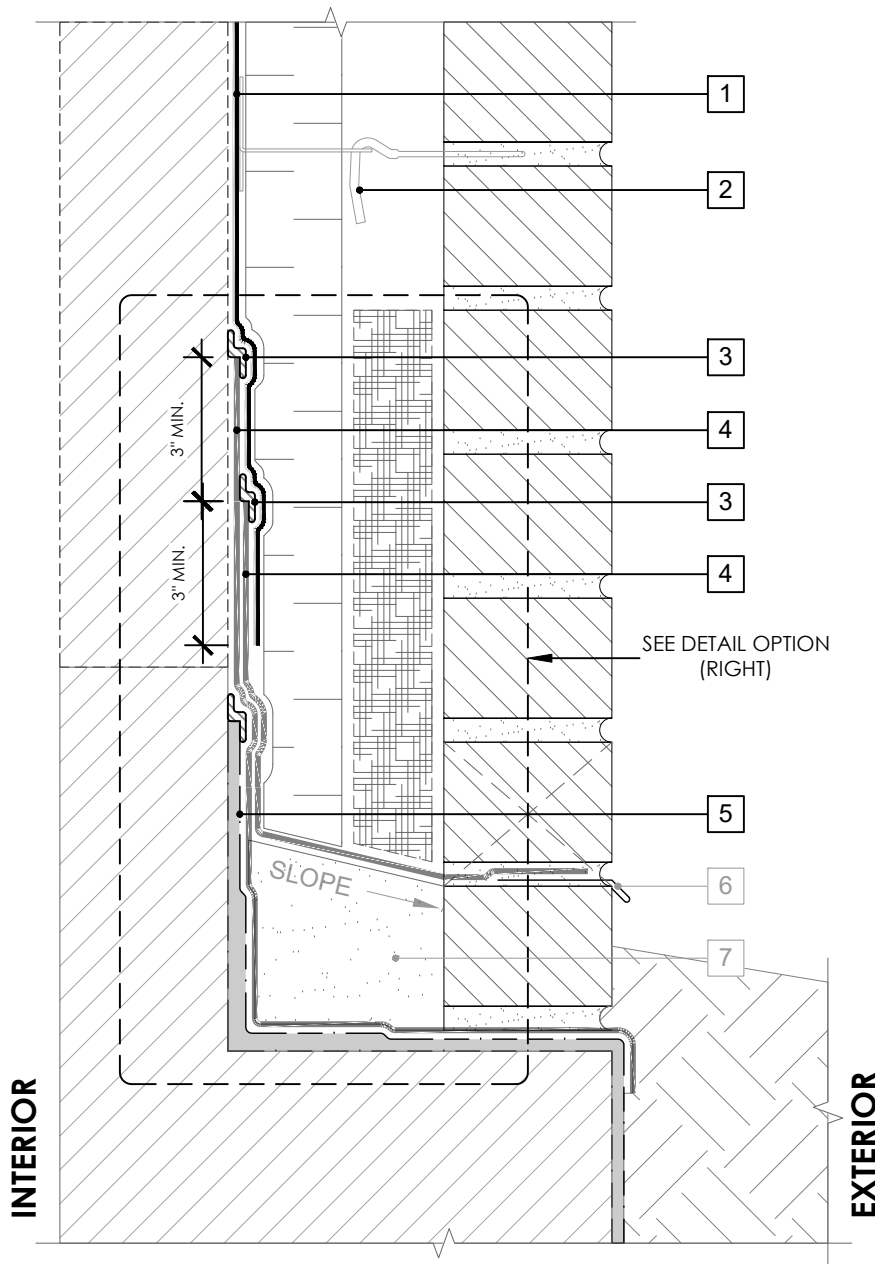 1
2
3
3" MIN.
4
3
4
3" MIN.
SEE DETAIL OPTION
(RIGHT)
5
SLOPE
6
7
INTERIOR
EXTERIOR